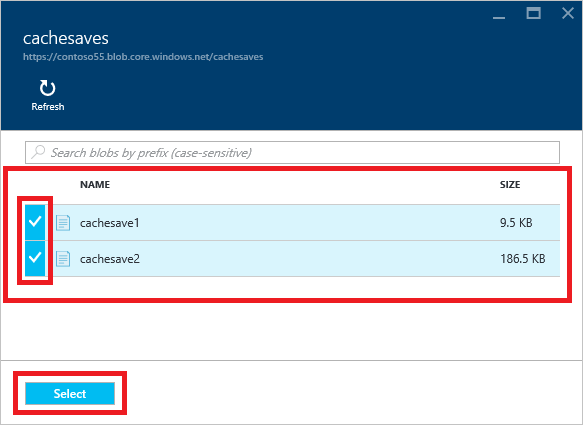 cachesaves
https://contoso55.blob.core.windows.net/cachesaves
Refresh
Search blobs by prefix (case-sensitive)
NAME SIZE
cachesave1 9.5 KB
cachesave2 186.5 KB
Select